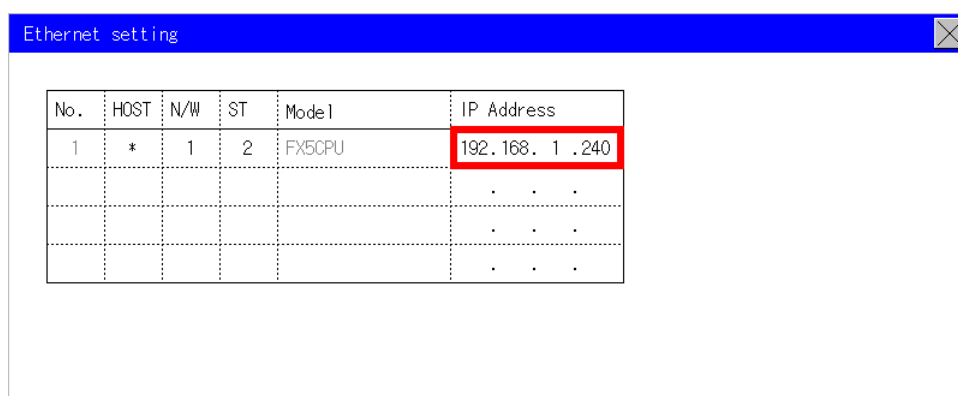 Ethernet setting
No. HOST N/W ST Model IP Address
1 * 1 2 FX5CPU 192.168. 1 .240
. . .
. . .
. . .